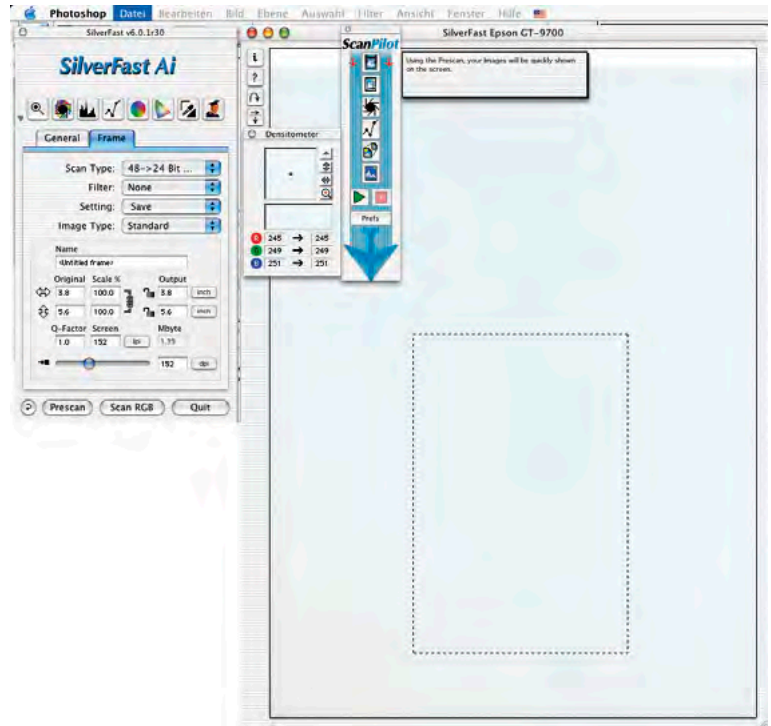 Photoshop Datei Bearbeiten Bild Ebene Auswahl Filter Ansicht Fenster Hilfe
SilverFast v6.0.1r30
SilverFast Ai
General Frame
Scan Type: 48->24 Bit ...
Filter: None
Setting: Save
Image Type: Standard
Name
<Untitled frame>
Original Scale % Output
3.8 100.0 3.8 inch
5.6 100.0 5.6 inch
Q-Factor Screen Mbyte
1.0 152 lpi 1.35
152 dpi
Prescan Scan RGB Quit
SilverFast Epson GT-9700
i
?
Densitometer
R 245 → 245
G 249 → 249
B 251 → 251
ScanPilot
Prefs
Using the Prescan, your Images will be quickly shown
on the screen.